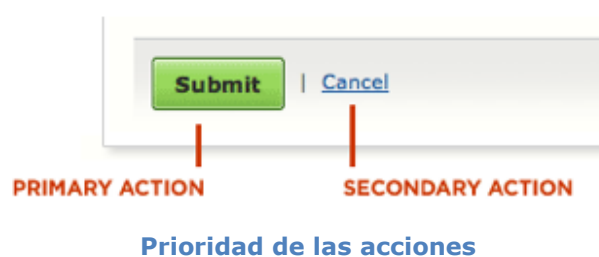 Submit | Cancel
PRIMARY ACTION SECONDARY ACTION
Prioridad de las acciones